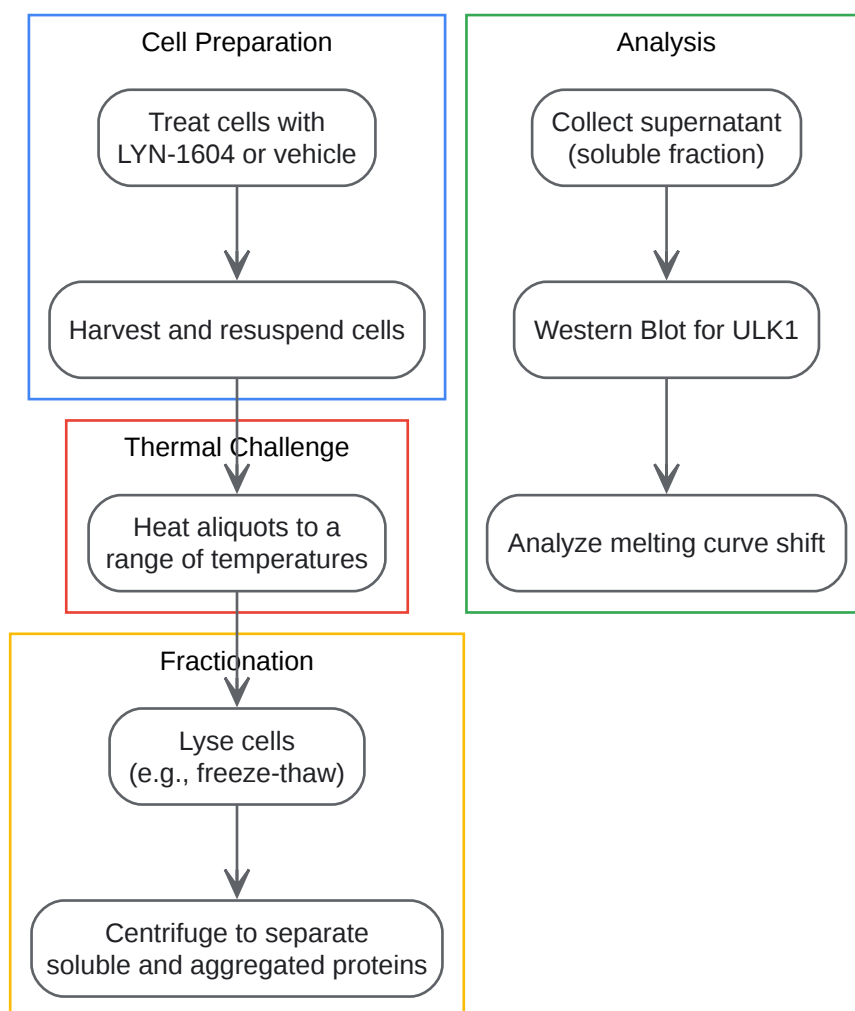 Cell Preparation
Treat cells with
LYN-1604 or vehicle
Harvest and resuspend cells
Thermal Challenge
Heat aliquots to a
range of temperatures
Fractionation
Lyse cells
(e.g., freeze-thaw)
Centrifuge to separate
soluble and aggregated proteins
Analysis
Collect supernatant
(soluble fraction)
Western Blot for ULK1
Analyze melting curve shift